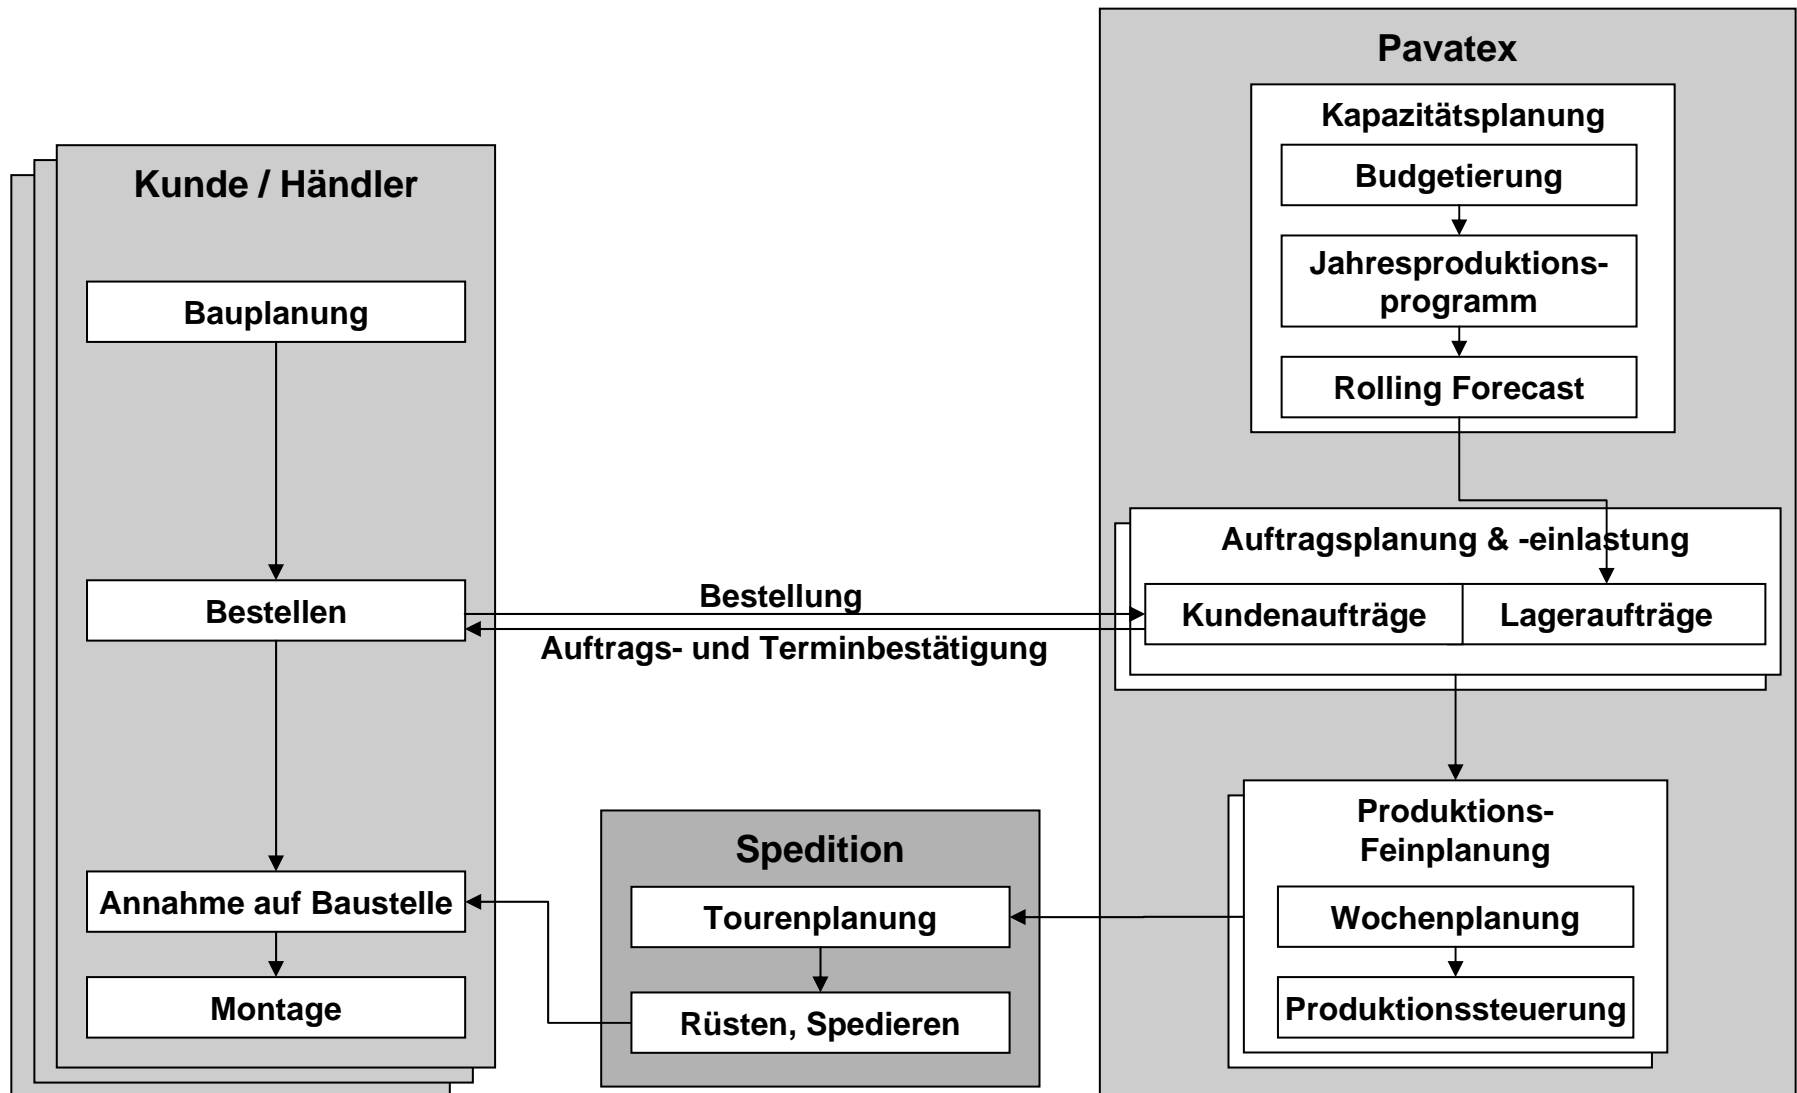 Pavatex
Kapazitätsplanung
Budgetierung
Jahresproduktions-
programm
Rolling Forecast
Kunde / Händler
Bauplanung
Bestellen
Annahme auf Baustelle
Montage
Bestellung
Auftrags- und Terminbestätigung
Auftragsplanung & -einlastung
Kundenaufträge
Lageraufträge
Spedition
Tourenplanung
Rüsten, Spedieren
Produktions-
Feinplanung
Wochenplanung
Produktionssteuerung